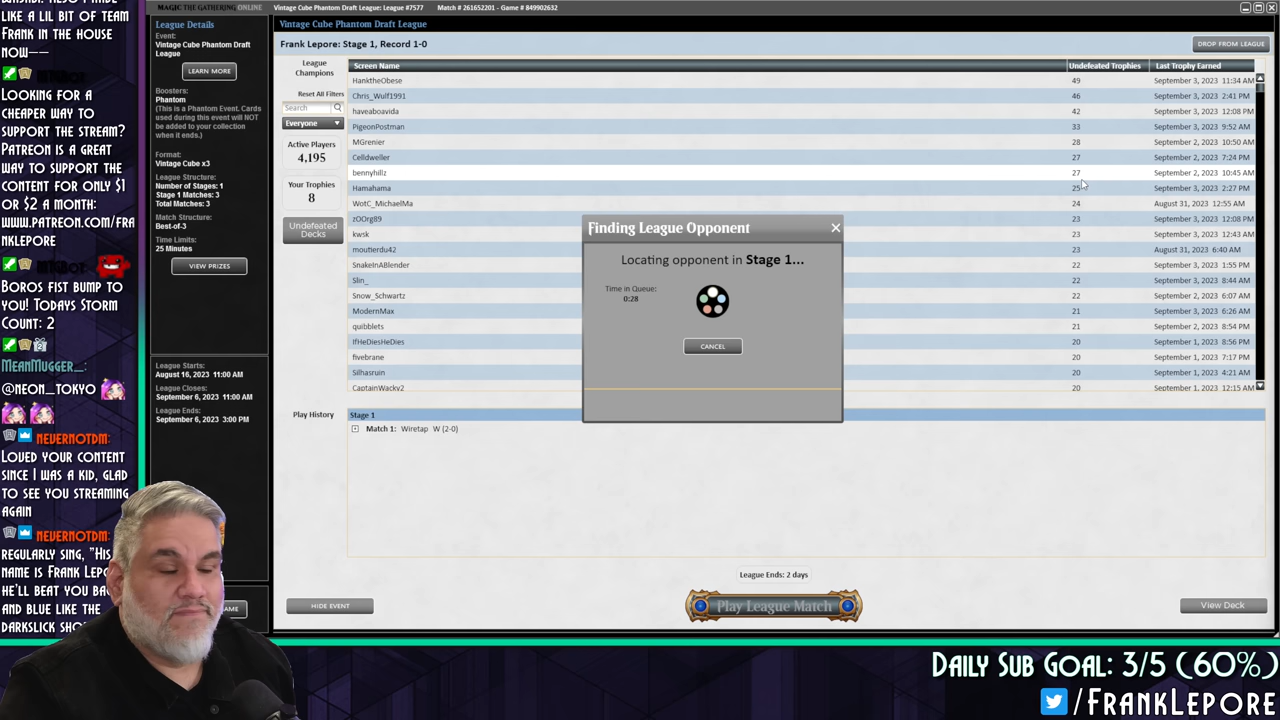 MAGIC THE GATHERING ONLINE
Vintage Cube Phantom Draft League: League #7577 Match # 261652201 - Game # 849902632
like a lil bit of team
Frank in the house
now--
Looking for a
cheaper way to
support the stream?
Patreon is a great
way to support the
content for only $1
or $2 a month:
www.patreon.com/fra
nklepore
Boros fist bump to
you! Todays storm
count: 2
MeanMugger_:
@Neon_Tokyo
nevernotdm:
Loved your content
since I was a kid, glad
to see you streaming
again
nevernotdm:
regularly sing, "His
name is Frank Lepo
he'll beat you ba
and blue like the
darkslick sho
League Details
Event:
Vintage Cube Phantom Draft
League
LEARN MORE
Boosters:
Phantom
(This is a Phantom Event. Cards
used during this event will NOT
be added to your collection
when it ends.)
Format:
Vintage Cube x3
League Structure:
Number of Stages: 1
Stage 1 Matches: 3
Total Matches: 3
Match Structure:
Best-of-3
Time Limits:
25 Minutes
VIEW PRIZES
League Starts:
August 16, 2023 11:00 AM
League Closes:
September 6, 2023 11:00 AM
League Ends:
September 6, 2023 3:00 PM
AME
Vintage Cube Phantom Draft League
Frank Lepore: Stage 1, Record 1-0
DROP FROM LEAGUE
League
Champions
Reset All Filters
Search
Everyone
Active Players
4,195
Your Trophies
8
Undefeated
Decks
Screen Name Undefeated Trophies Last Trophy Earned
HanktheObese 49 September 3, 2023 11:34 AM
Chris_Wulf1991 46 September 3, 2023 2:41 PM
haveaboavida 42 September 3, 2023 12:08 PM
PigeonPostman 33 September 3, 2023 9:52 AM
MGrenier 28 September 2, 2023 10:50 AM
Celldweller 27 September 2, 2023 7:24 PM
bennyhillz 27 September 2, 2023 10:45 AM
Hamahama 25 September 3, 2023 2:27 PM
WotC_MichaelMa 24 August 31, 2023 12:55 AM
zOOrg89 23 September 3, 2023 12:08 PM
kwsk 23 September 3, 2023 12:43 AM
moutierdu42 23 August 31, 2023 6:40 AM
SnakeInABlender 22 September 3, 2023 1:55 PM
Slin_ 22 September 3, 2023 8:44 AM
Snow_Schwartz 22 September 2, 2023 6:07 AM
ModernMax 21 September 3, 2023 6:26 AM
quibblets 21 September 2, 2023 8:54 PM
IfHeDiesHeDies 20 September 1, 2023 8:56 PM
fivebrane 20 September 3, 2023 7:17 PM
Silhasruin 20 September 1, 2023 4:21 AM
CaptainWacky2 20 September 1, 2023 12:15 AM
Finding League Opponent
Locating opponent in Stage 1...
Time in Queue:
0:28
CANCEL
Play History
Stage 1
Match 1: Wiretap W (2-0)
League Ends: 2 days
HIDE EVENT
Play League Match
View Deck
Daily Sub Goal: 3/5 (60%)
/FrankLepore